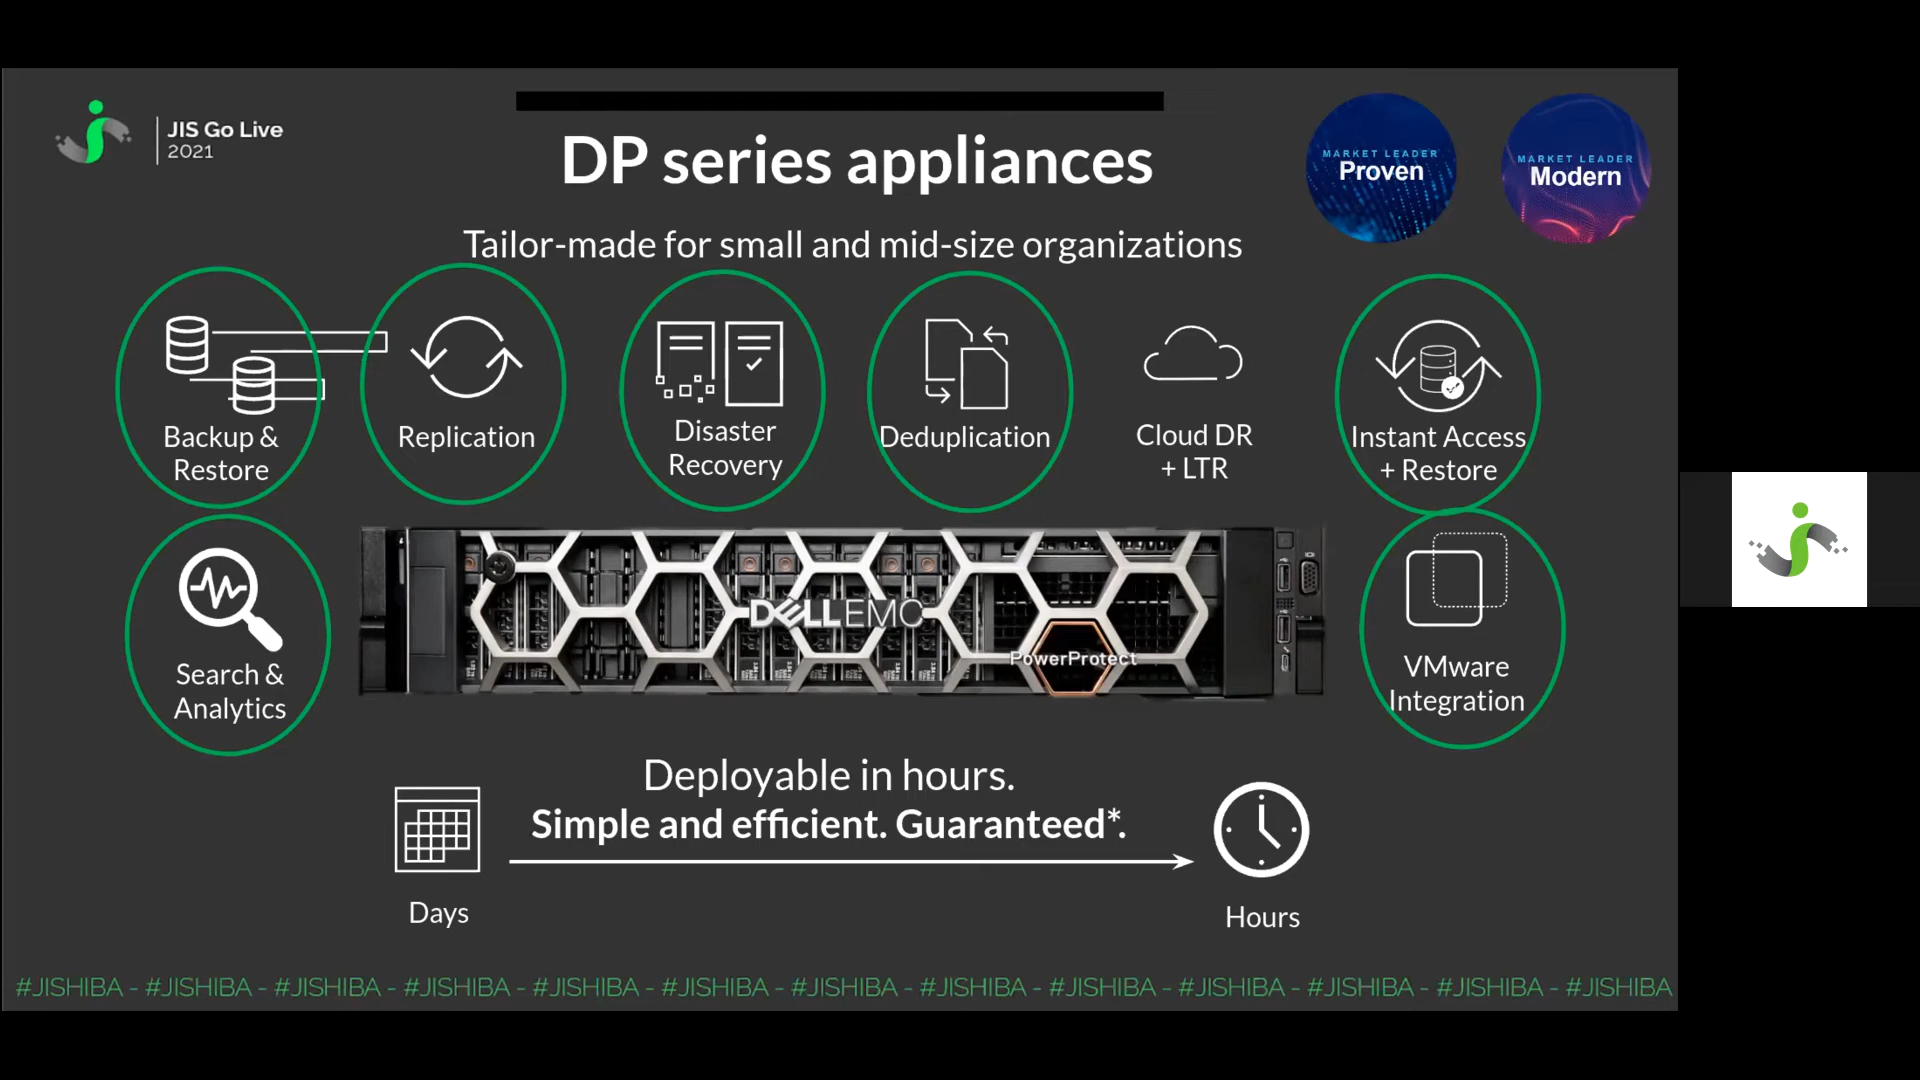 JIS Go Live
2021
DP series appliances
MARKET LEADER
Proven
MARKET LEADER
Modern
Tailor-made for small and mid-size organizations
Backup &
Restore
Replication
Disaster
Recovery
Deduplication
Cloud DR
+ LTR
Instant Access
+ Restore
Search &
Analytics
DELLEMC
PowerProtect
VMware
Integration
Deployable in hours.
Simple and efficient. Guaranteed*.
Days
Hours
#JISHIBA - #JISHIBA - #JISHIBA - #JISHIBA - #JISHIBA - #JISHIBA - #JISHIBA - #JISHIBA - #JISHIBA - #JISHIBA - #JISHIBA - #JISHIBA - #JISHIBA